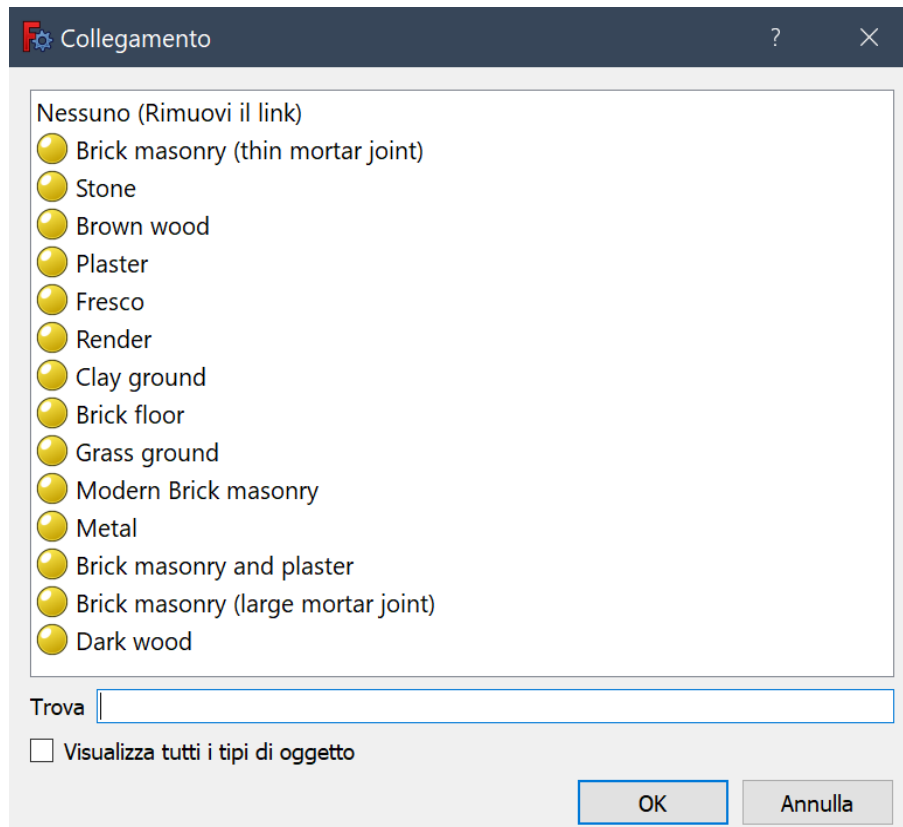 Collegamento
Nessuno (Rimuovi il link)
Brick masonry (thin mortar joint)
Stone
Brown wood
Plaster
Fresco
Render
Clay ground
Brick floor
Grass ground
Modern Brick masonry
Metal
Brick masonry and plaster
Brick masonry (large mortar joint)
Dark wood
Trova
Visualizza tutti i tipi di oggetto
OK Annulla